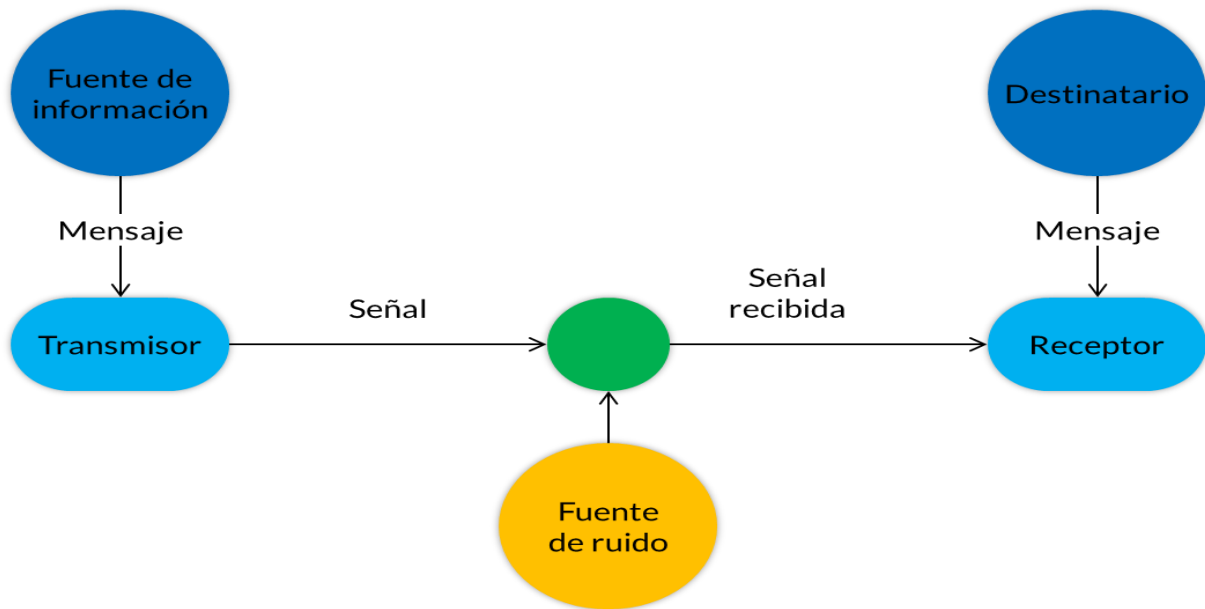 Fuente de
información
Destinatario
Mensaje
Mensaje
Señal
Señal
recibida
Transmisor
Receptor
Fuente
de ruido